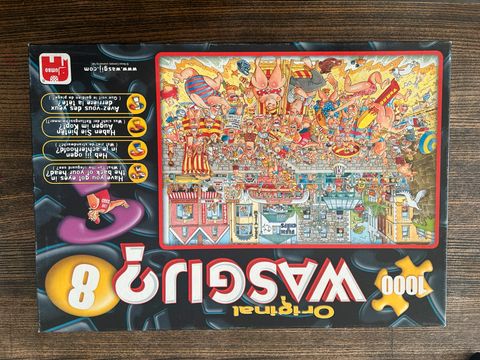 1000
Original
WASGIJ?
8
Have you got eyes in
the back of your head?
Heb jij ogen
in je achterhoofd?
Haben Sie hinten
Augen im Kopf?
Avez-vous des yeux
derrière la tête?
www.wasgij.com
Jumbo